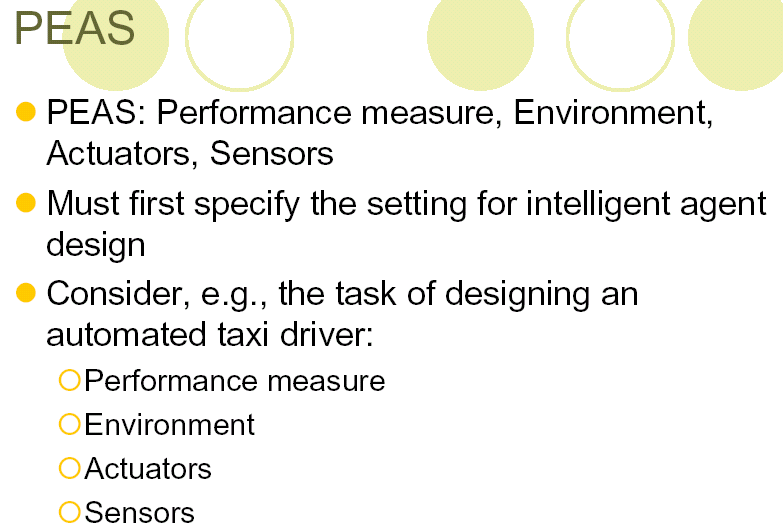 PEAS
PEAS: Performance measure, Environment,
Actuators, Sensors
Must first specify the setting for intelligent agent
design
Consider, e.g., the task of designing an
automated taxi driver:
Performance measure
Environment
Actuators
Sensors